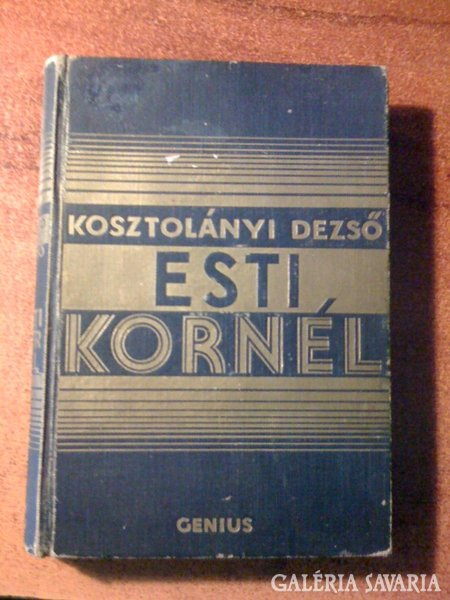 KOSZTOLÁNYI DEZSŐ
ESTI
KORNÉL
GENIUS
GALÉRIA SAVARIA